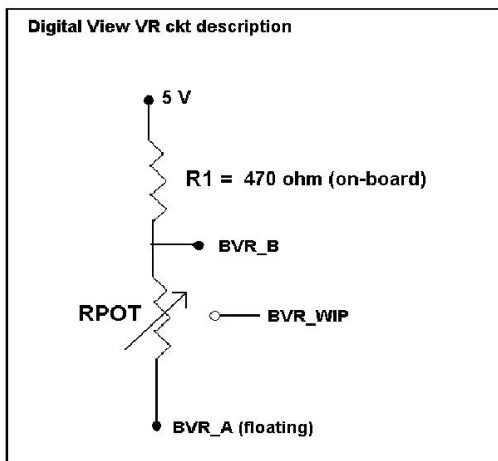 Digital View VR ckt description
5 V
R1 = 470 ohm (on-board)
BVR_B
RPOT
BVR_WIP
BVR_A (floating)